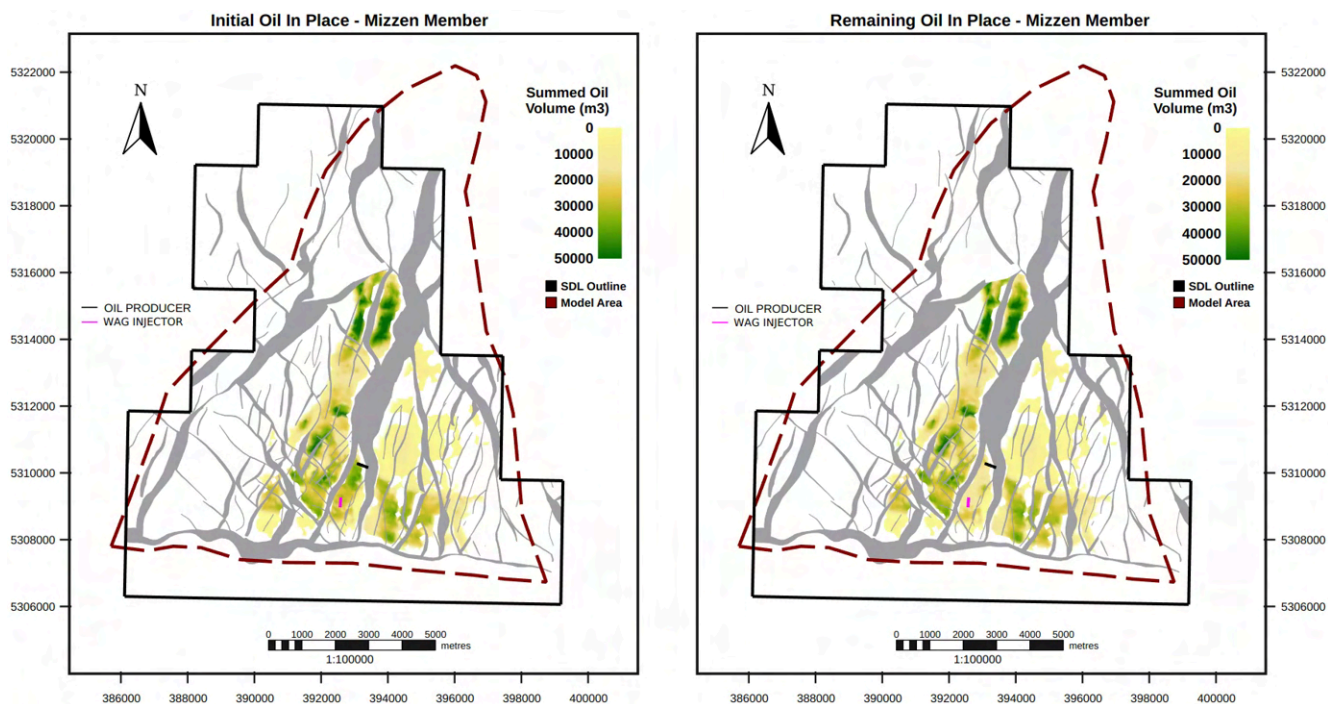 Initial Oil In Place - Mizzen Member
5322000
5320000
5318000
5316000
5314000
5312000
5310000
5308000
5306000
N
Summed Oil
Volume (m3)
0
10000
20000
30000
40000
50000
SDL Outline
Model Area
OIL PRODUCER
WAG INJECTOR
0 1000 2000 3000 4000 5000
metres
1:100000
386000 388000 390000 392000 394000 396000 398000 400000
Remaining Oil In Place - Mizzen Member
N
Summed Oil
Volume (m3)
0
10000
20000
30000
40000
50000
SDL Outline
Model Area
OIL PRODUCER
WAG INJECTOR
0 1000 2000 3000 4000 5000
metres
1:100000
5322000
5320000
5318000
5316000
5314000
5312000
5310000
5308000
5306000
386000 388000 390000 392000 394000 396000 398000 400000